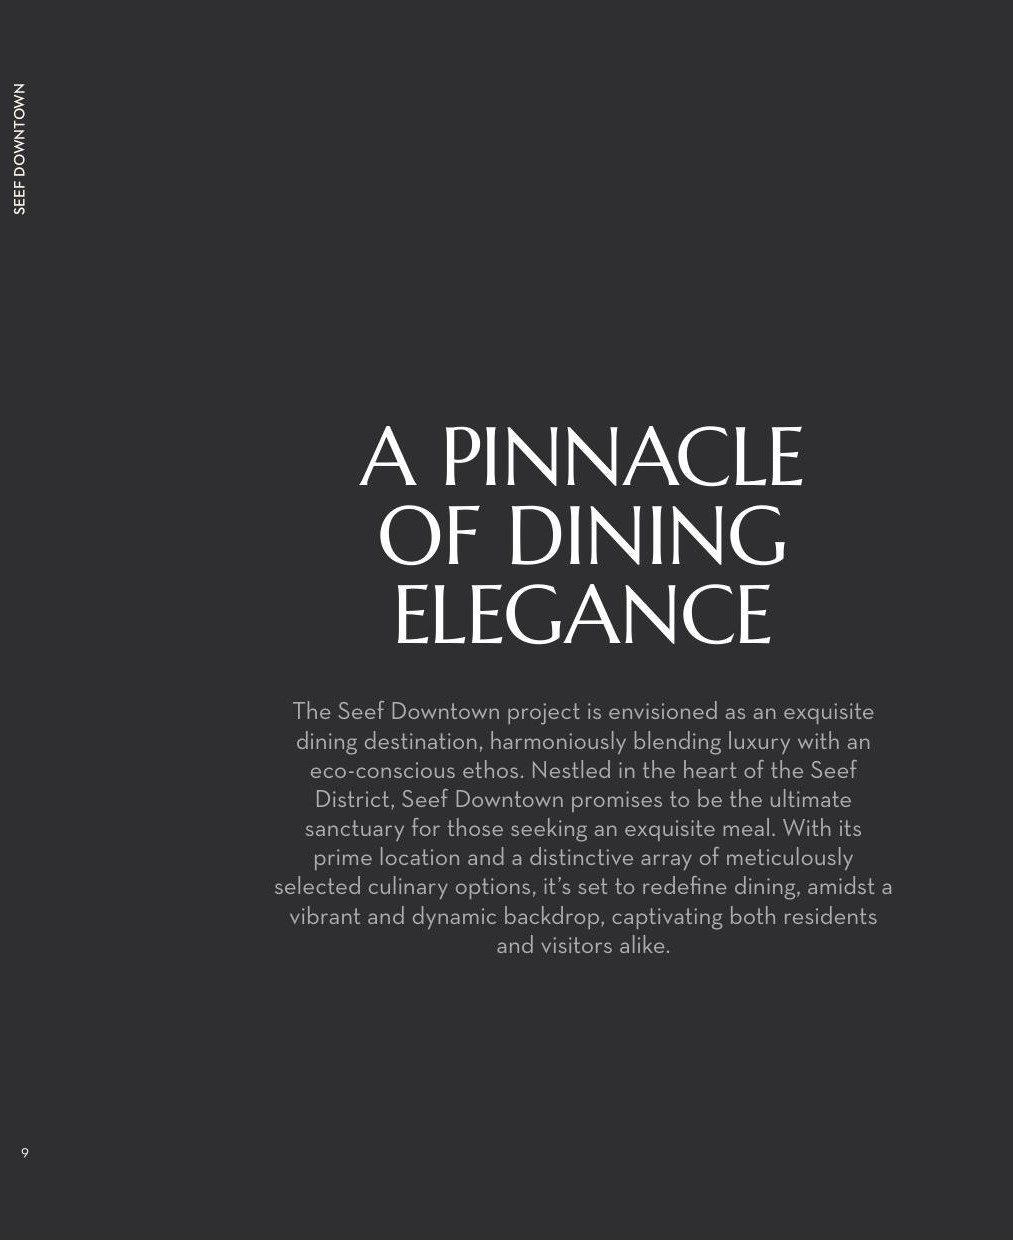 SEEF DOWNTOWN
A PINNACLE
OF DINING
ELEGANCE
The Seef Downtown project is envisioned as an exquisite
dining destination, harmoniously blending luxury with an
eco-conscious ethos. Nestled in the heart of the Seef
District, Seef Downtown promises to be the ultimate
sanctuary for those seeking an exquisite meal. With its
prime location and a distinctive array of meticulously
selected culinary options, it’s set to redefine dining, amidst a
vibrant and dynamic backdrop, captivating both residents
and visitors alike.
9